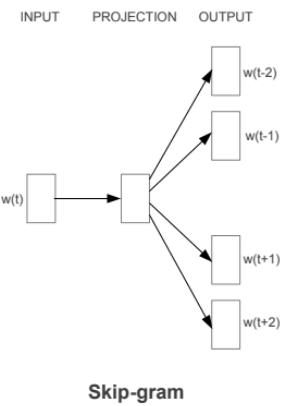 INPUT PROJECTION OUTPUT
w(t-2)
w(t-1)
w(t)
w(t+1)
w(t+2)
Skip-gram